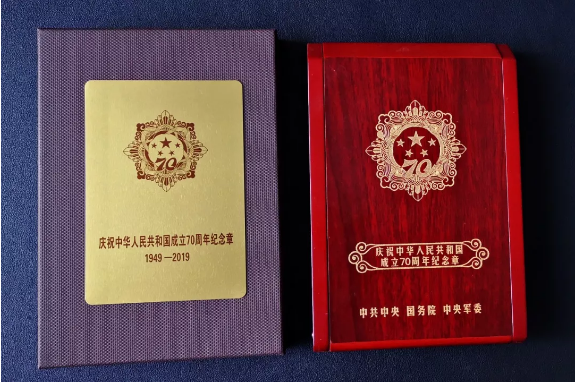 70
庆祝中华人民共和国成立70周年纪念章
1949—2019
70
庆祝中华人民共和国
成立70周年纪念章
中共中央 国务院 中央军委